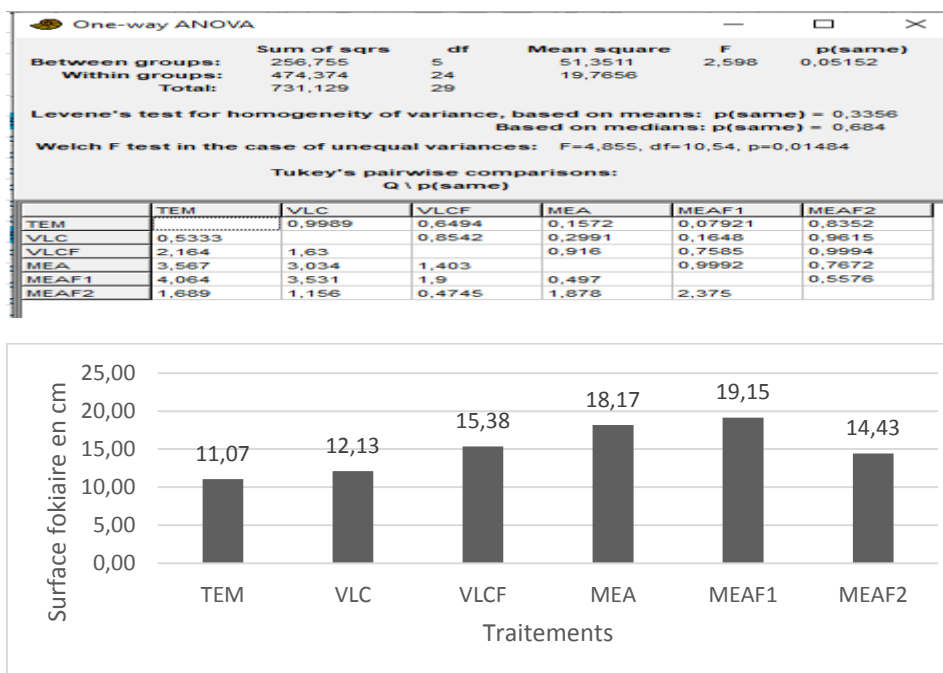 One-way ANOVA
Sum of sqrs df Mean square F p(same)
Between groups: 256,755 5 51,3511 2,598 0,05152
Within groups: 474,374 24 19,7656
Total: 731,129 29
Levene's test for homogeneity of variance, based on means: p(same) = 0,3356
Based on medians: p(same) = 0,684
Welch F test in the case of unequal variances: F=4,855, df=10,54, p=0,01484
Tukey's pairwise comparisons:
Q \ p(same)
TEM VLC VLCF MEA MEAF1 MEAF2
TEM 0,9989 0,6494 0,1572 0,07921 0,8352
VLC 0,5333 0,8542 0,2991 0,1648 0,9615
VLCF 2,164 1,63 0,916 0,7585 0,9994
MEA 3,567 3,034 1,403 0,9992 0,7672
MEAF1 4,064 3,531 1,9 0,497 0,5576
MEAF2 1,689 1,156 0,4745 1,878 2,375
Surface fokiaire en cm
25,00
20,00
15,00
10,00
5,00
0,00
11,07 12,13 15,38 18,17 19,15 14,43
TEM VLC VLCF MEA MEAF1 MEAF2
Traitements